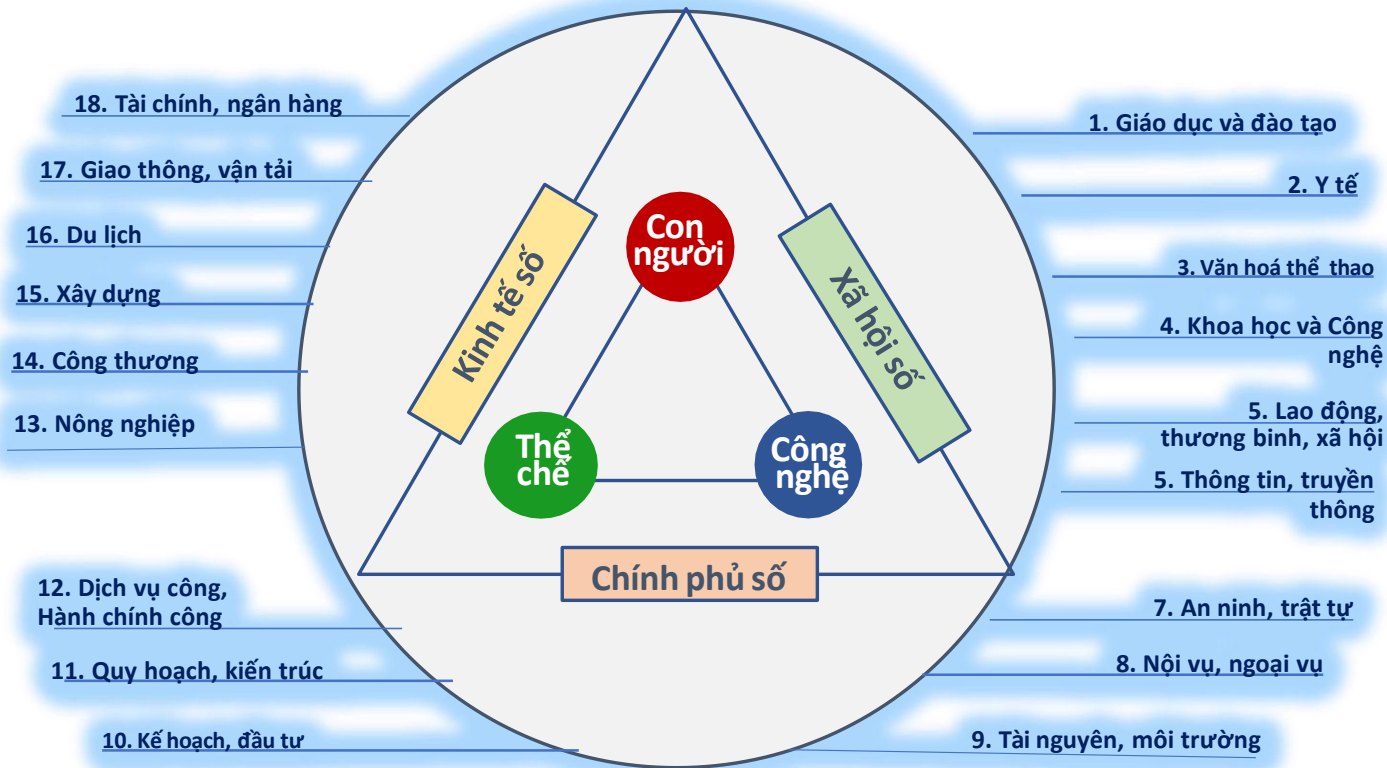 18. Tài chính, ngân hàng
17. Giao thông, vận tải
16. Du lịch
15. Xây dựng
14. Công thương
13. Nông nghiệp
12. Dịch vụ công,
Hành chính công
11. Quy hoạch, kiến trúc
10. Kế hoạch, đầu tư
Kinh tế số
Con
người
Xã hội số
Thể
chế
Công
nghệ
Chính phủ số
1. Giáo dục và đào tạo
2. Y tế
3. Văn hoá thể thao
4. Khoa học và Công
nghệ
5. Lao động,
thương binh, xã hội
5. Thông tin, truyền
thông
7. An ninh, trật tự
8. Nội vụ, ngoại vụ
9. Tài nguyên, môi trường